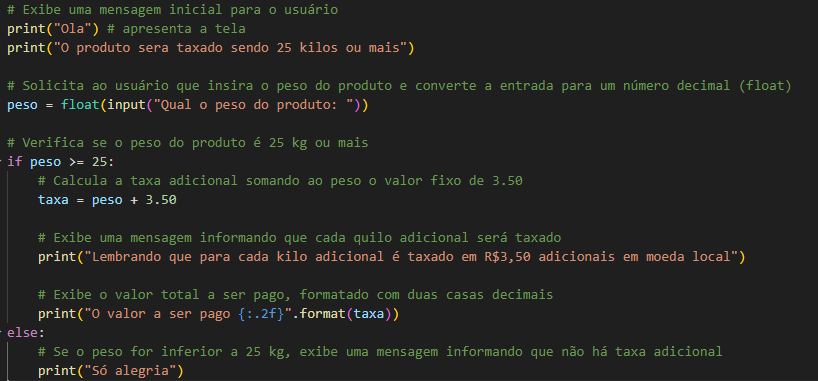 # Exibe uma mensagem inicial para o usuário
print("Ola") # apresenta a tela
print("O produto sera taxado sendo 25 kilos ou mais")

# Solicita ao usuário que insira o peso do produto e converte a entrada para um número decimal (float)
peso = float(input("Qual o peso do produto: "))

# Verifica se o peso do produto é 25 kg ou mais
if peso >= 25:
    # Calcula a taxa adicional somando ao peso o valor fixo de 3.50
    taxa = peso + 3.50

    # Exibe uma mensagem informando que cada quilo adicional será taxado
    print("Lembrando que para cada kilo adicional é taxado em R$3,50 adicionais em moeda local")

    # Exibe o valor total a ser pago, formatado com duas casas decimais
    print("O valor a ser pago {:.2f}".format(taxa))
else:
    # Se o peso for inferior a 25 kg, exibe uma mensagem informando que não há taxa adicional
    print("Só alegria")